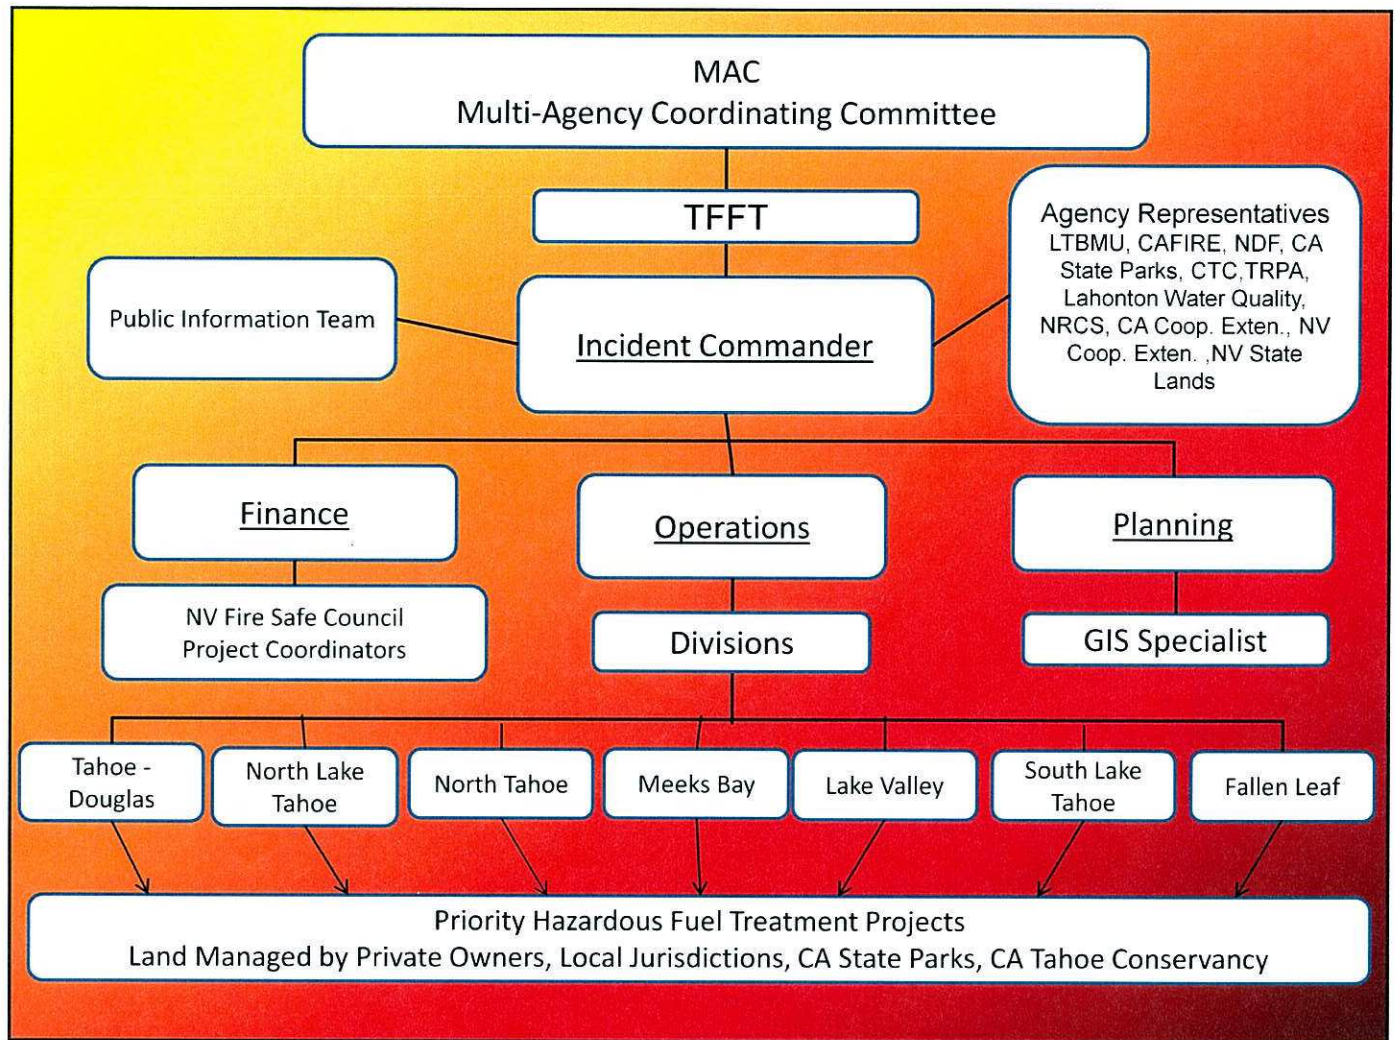 MAC
Multi-Agency Coordinating Committee
TFFT
Agency Representatives
LTBMU, CAFIRE, NDF, CA
State Parks, CTC,TRPA,
Lahonton Water Quality,
NRCS, CA Coop. Exten., NV
Coop. Exten. ,NV State
Lands
Public Information Team
Incident Commander
Finance
Operations
Planning
NV Fire Safe Council
Project Coordinators
Divisions
GIS Specialist
Tahoe -
Douglas
North Lake
Tahoe
North Tahoe
Meeks Bay
Lake Valley
South Lake
Tahoe
Fallen Leaf
Priority Hazardous Fuel Treatment Projects
Land Managed by Private Owners, Local Jurisdictions, CA State Parks, CA Tahoe Conservancy